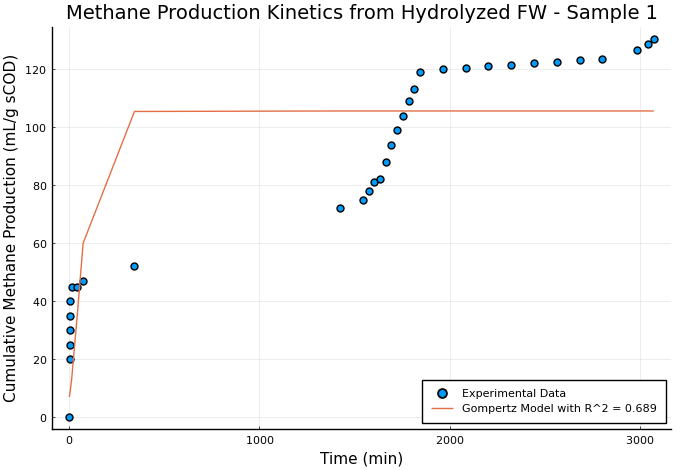 Methane Production Kinetics from Hydrolyzed FW - Sample 1
Cumulative Methane Production (mL/g sCOD)
120
100
80
60
40
20
0
0
1000
2000
3000
Time (min)
Experimental Data
Gompertz Model with R^2 = 0.689